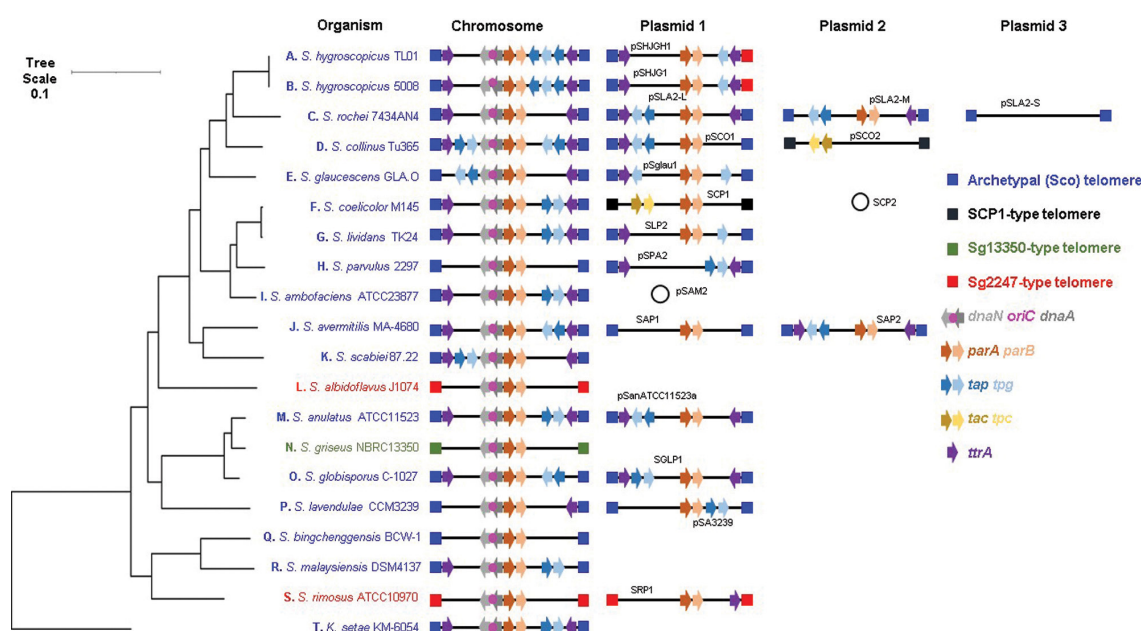 Organism Chromosome Plasmid 1 Plasmid 2 Plasmid 3
Tree
Scale
0.1
A. S. hygroscopicus TL01 pSHJGH1
B. S. hygroscopicus 5008 pSHJG1
C. S. rochei 7434AN4 pSLA2-L pSLA2-M pSLA2-S
D. S. collinus Tu365 pSCO1 pSCO2
E. S. glaucescens GLA.O pSglau1
F. S. coelicolor M145 SCP1 SCP2
G. S. lividans TK24 SLP2
H. S. parvulus 2297 pSPA2
I. S. ambofaciens ATCC23877 pSAM2
J. S. avermitilis MA-4680 SAP1 SAP2
K. S. scabiei 87.22
L. S. albidoflavus J1074
M. S. anulatus ATCC11523 pSanATCC11523a
N. S. griseus NBRC13350
O. S. globisporus C-1027 SGLP1
P. S. lavendulae CCM3239 pSA3239
Q. S. bingchenggensis BCW-1
R. S. malaysiensis DSM4137
S. S. rimosus ATCC10970 SRP1
T. K. setae KM-6054
Archetypal (Sco) telomere
SCP1-type telomere
Sg13350-type telomere
Sg2247-type telomere
dnaN oriC dnaA
parA parB
tap tpg
tac tpc
ttrA